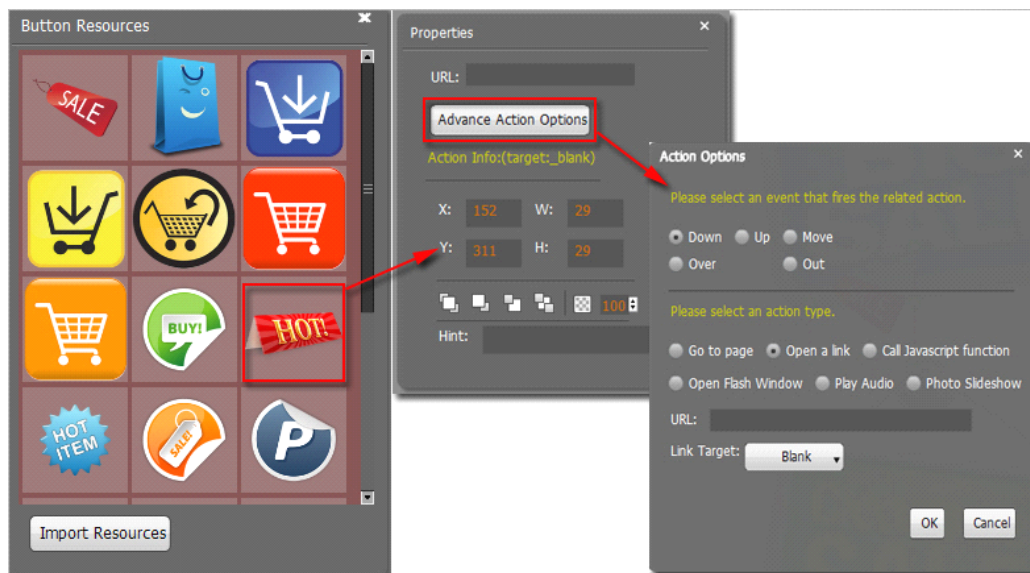 Button Resources
SALE
BUY!
HOT!
HOT ITEM
SALE!
P
Import Resources
Properties
URL:
Advance Action Options
Action Info:(target:_blank)
X: 152 W: 29
Y: 311 H: 29
100
Hint:
Action Options
Please select an event that fires the related action.
Down Up Move
Over Out
Please select an action type.
Go to page Open a link Call Javascript function
Open Flash Window Play Audio Photo Slideshow
URL:
Link Target: Blank
OK Cancel